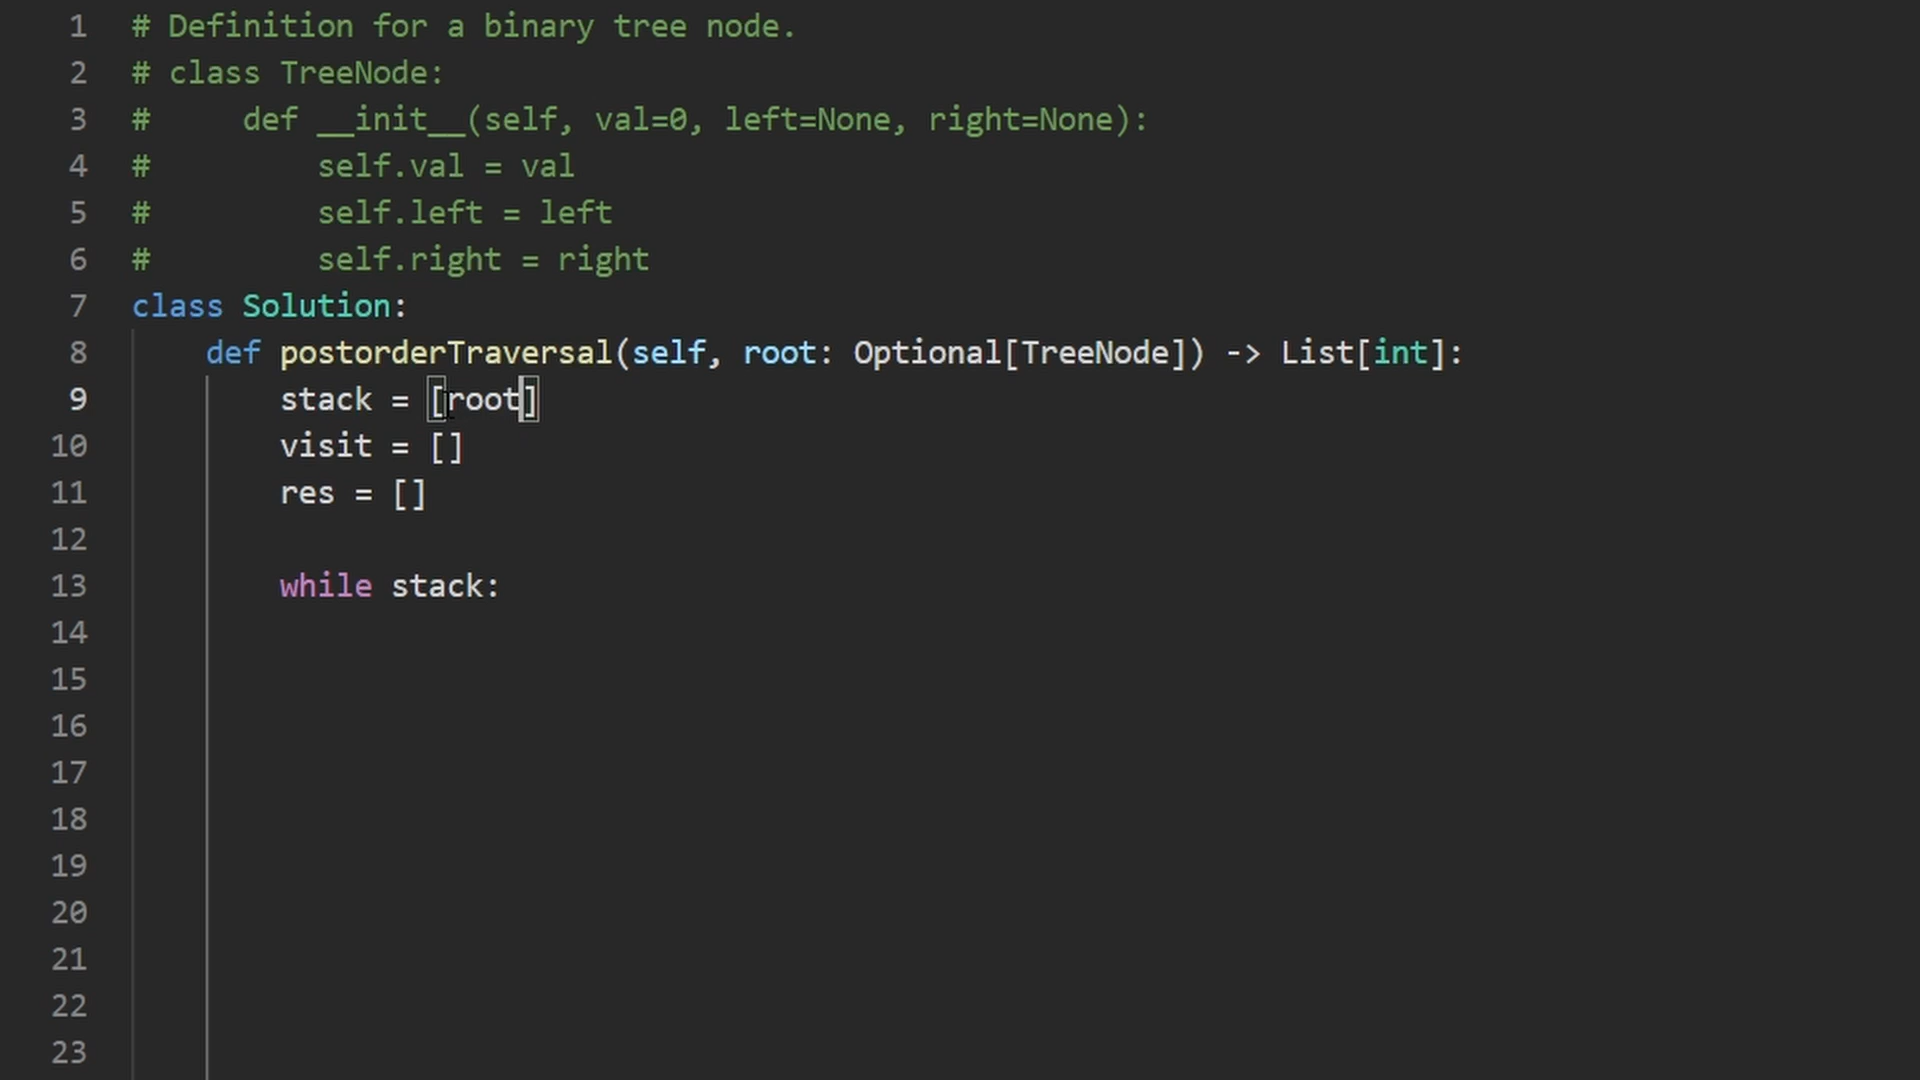 1 # Definition for a binary tree node.
2 # class TreeNode:
3 #     def __init__(self, val=0, left=None, right=None):
4 #         self.val = val
5 #         self.left = left
6 #         self.right = right
7 class Solution:
8     def postorderTraversal(self, root: Optional[TreeNode]) -> List[int]:
9         stack = [root]
10         visit = []
11         res = []
12
13         while stack:
14
15
16
17
18
19
20
21
22
23